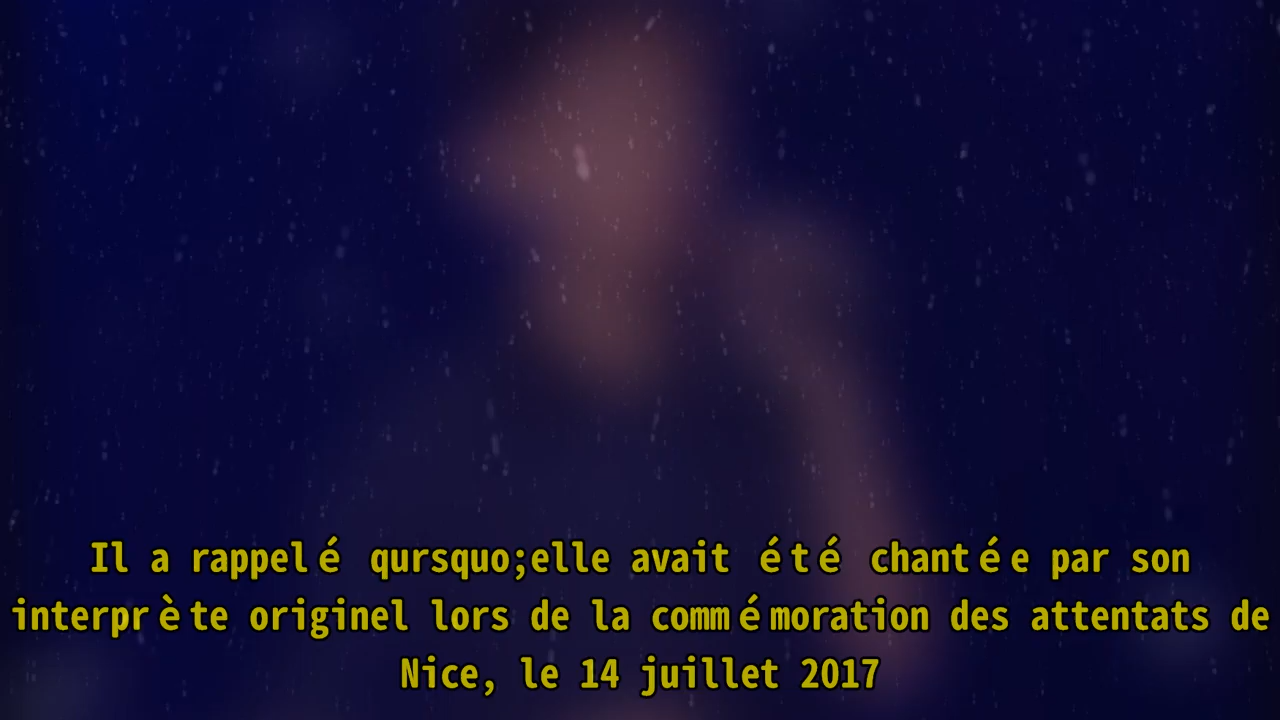 Il a rappelé qursquo;elle avait été chantée par son
interprète originel lors de la commémoration des attentats de
Nice, le 14 juillet 2017